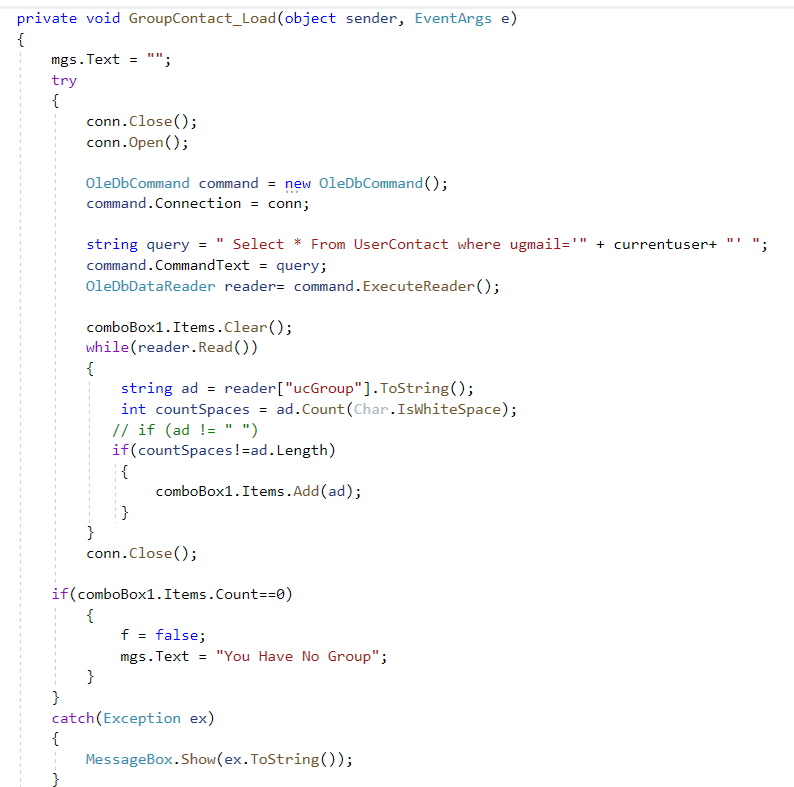 private void GroupContact_Load(object sender, EventArgs e)
{
mgs.Text = "";
try
{
conn.Close();
conn.Open();
OleDbCommand command = new OleDbCommand();
command.Connection = conn;
string query = " Select * From UserContact where ugmail='" + currentuser+ "' ";
command.CommandText = query;
OleDbDataReader reader= command.ExecuteReader();
comboBox1.Items.Clear();
while(reader.Read())
{
string ad = reader["ucGroup"].ToString();
int countSpaces = ad.Count(Char.IsWhiteSpace);
// if (ad != " ")
if(countSpaces!=ad.Length)
{
comboBox1.Items.Add(ad);
}
}
conn.Close();
if(comboBox1.Items.Count==0)
{
f = false;
mgs.Text = "You Have No Group";
}
}
catch(Exception ex)
{
MessageBox.Show(ex.ToString());
}